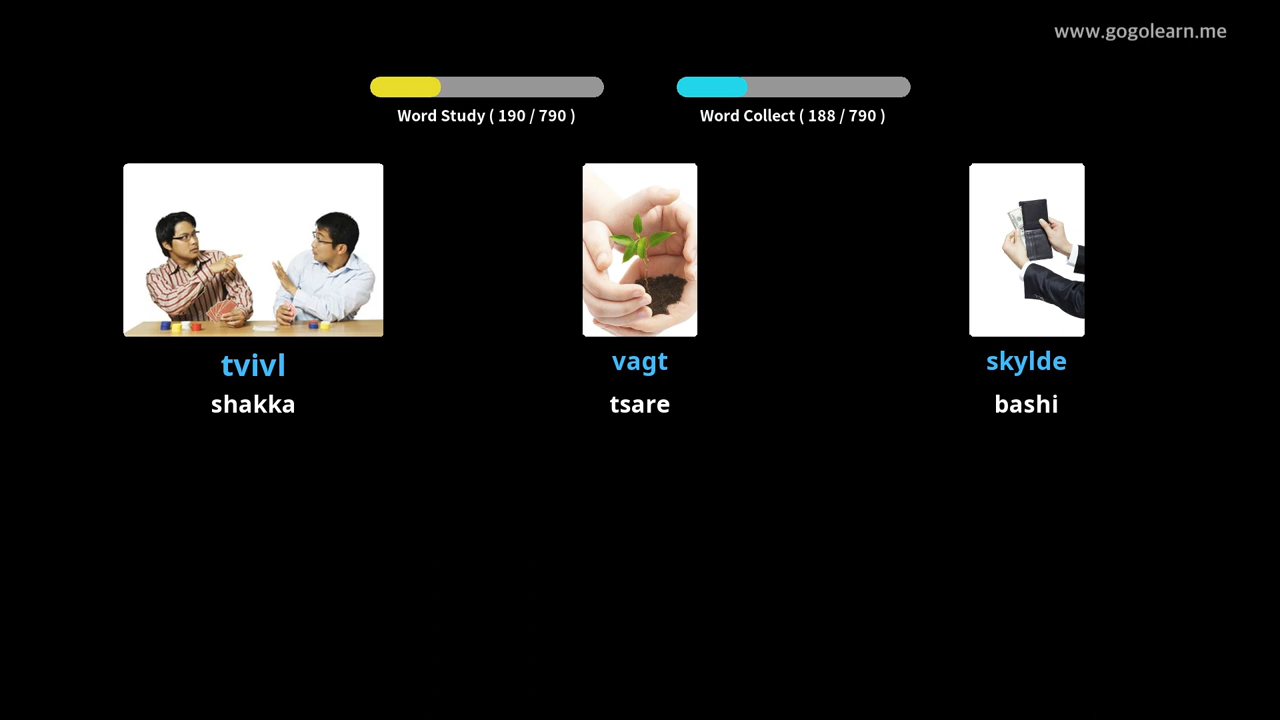 www.gogolearn.me
Word Study ( 190 / 790 )
Word Collect ( 188 / 790 )
tvivl
shakka
vagt
tsare
skylde
bashi